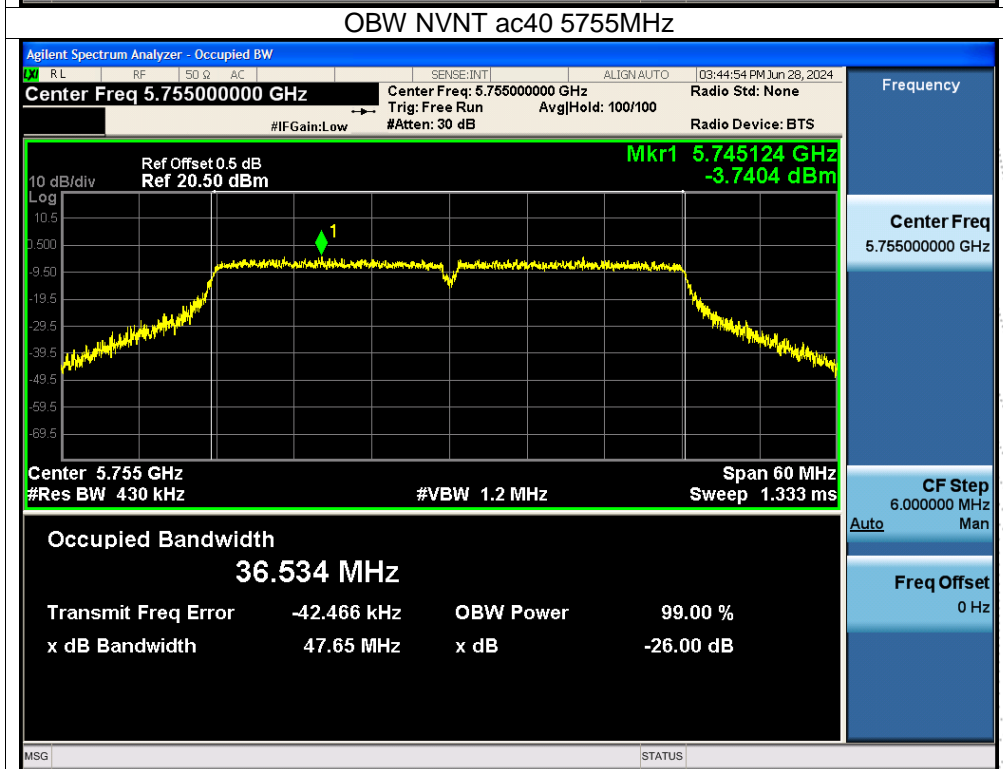 OBW NVNT ac40 5755MHz
Agilent Spectrum Analyzer - Occupied BW
LXI RL RF 50 Ω AC SENSE:INT ALIGN AUTO 03:44:54 PM Jun 28, 2024
Center Freq 5.755000000 GHz
Center Freq: 5.755000000 GHz Radio Std: None
Trig: Free Run Avg|Hold: 100/100
#IFGain:Low #Atten: 30 dB Radio Device: BTS
Mkr1 5.745124 GHz
-3.7404 dBm
Ref Offset 0.5 dB
10 dB/div Ref 20.50 dBm
Log
10.5
1
0.500
-9.50
-19.5
-29.5
-39.5
-49.5
-59.5
-69.5
Center 5.755 GHz Span 60 MHz
#Res BW 430 kHz #VBW 1.2 MHz Sweep 1.333 ms
Occupied Bandwidth
36.534 MHz
Transmit Freq Error -42.466 kHz OBW Power 99.00 %
x dB Bandwidth 47.65 MHz x dB -26.00 dB
Frequency
Center Freq
5.755000000 GHz
CF Step
6.000000 MHz
Auto Man
Freq Offset
0 Hz
MSG STATUS